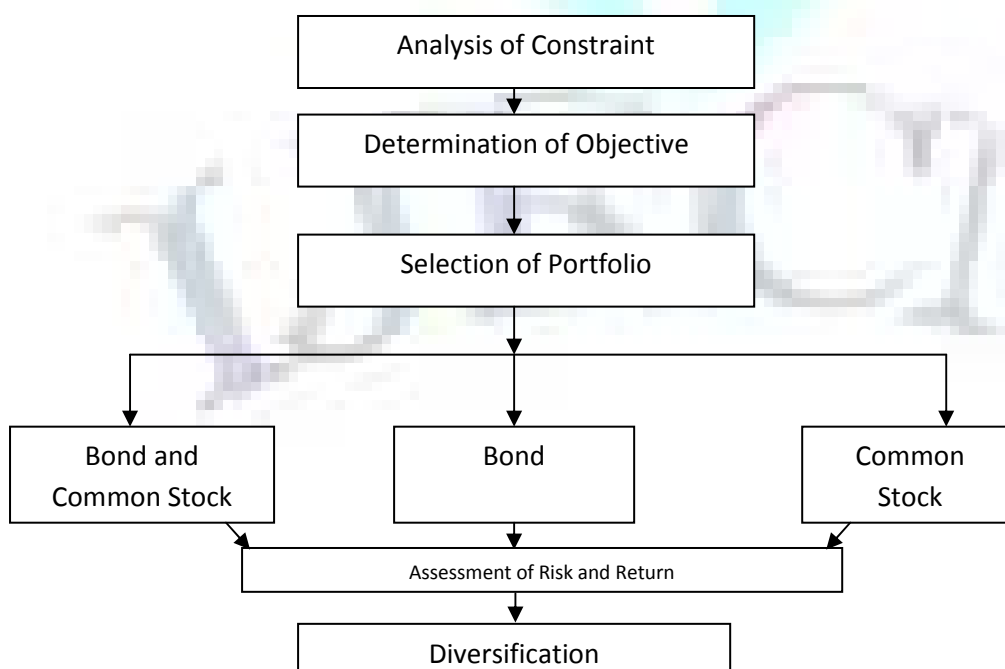 Analysis of Constraint
Determination of Objective
Selection of Portfolio
Bond and
Common Stock
Bond
Common
Stock
Assessment of Risk and Return
Diversification